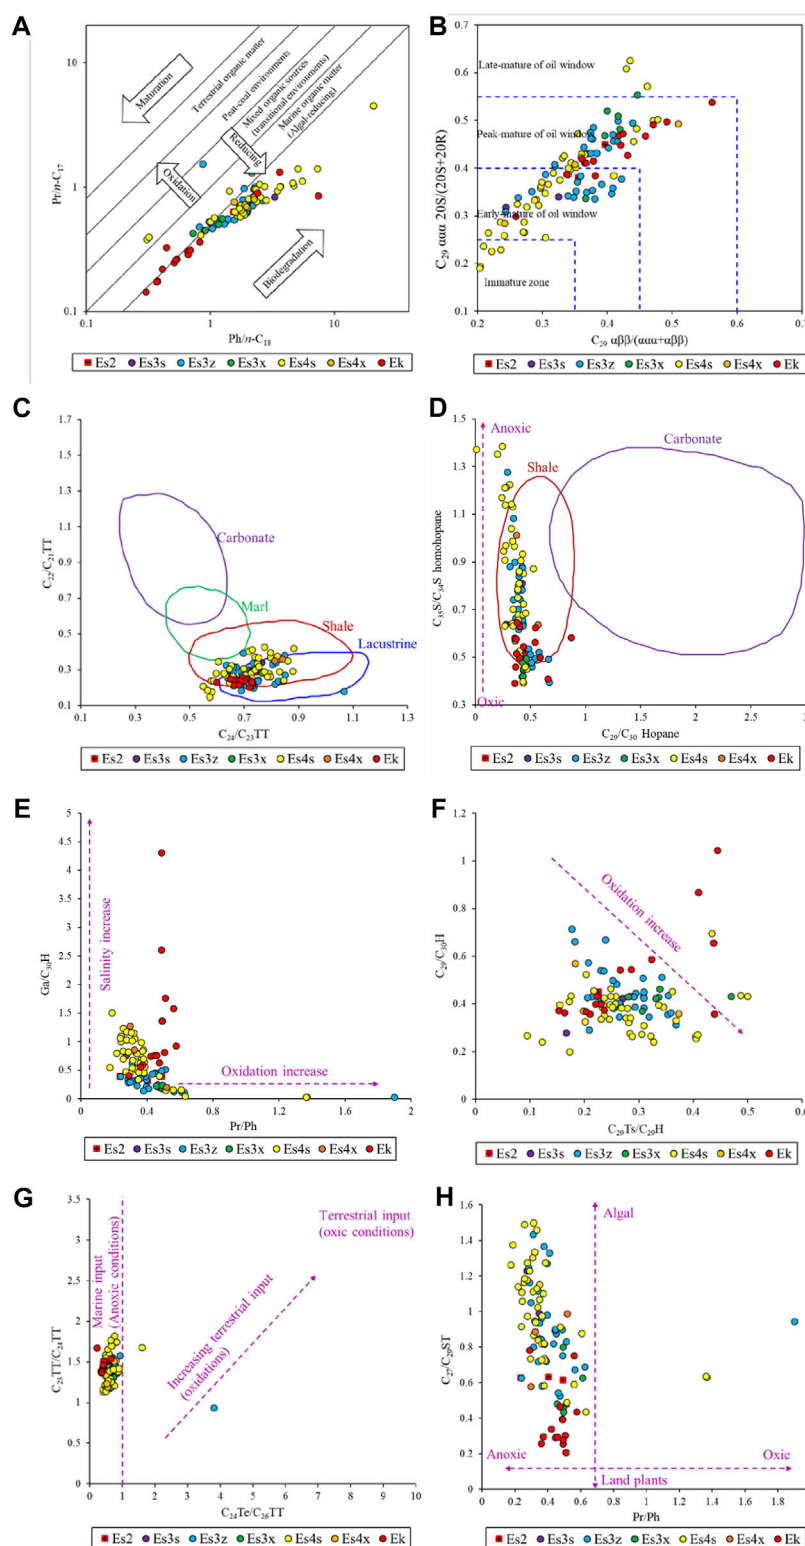 A
10
1
0.1
0.1
1
10
Pr/n-C17
Ph/n-C18
Maturation
Terrestrial organic matter
Peat-coal environments
Mixed organic sources
(transitional environments)
Marine organic metter
(Algal-reducing)
Reducing
Oxidation
Biodegradation
Es2 Es3s Es3z Es3x Es4s Es4x Ek
B
0.7
0.6
0.5
0.4
0.3
0.2
0.1
0.2 0.3 0.4 0.5 0.6 0.7
C29 ααα 20S/(20S+20R)
C29 αββ/(ααα+αββ)
Late-mature of oil window
Peak-mature of oil window
Early-mature of oil window
Immature zone
Es2 Es3s Es3z Es3x Es4s Es4x Ek
C
1.7
1.5
1.3
1.1
0.9
0.7
0.5
0.3
0.1
0.1 0.3 0.5 0.7 0.9 1.1 1.3
C22/C21TT
C24/C23TT
Carbonate
Marl
Shale
Lacustrine
Es2 Es3s Es3z Es3x Es4s Es4x Ek
D
1.5
1.3
1.1
0.9
0.7
0.5
0.3
0 0.5 1 1.5 2 2.5 3
C35S/C34S homohopane
C29/C30 Hopane
Anoxic
Oxic
Shale
Carbonate
Es2 Es3s Es3z Es3x Es4s Es4x Ek
E
5
4.5
4
3.5
3
2.5
2
1.5
1
0.5
0
0 0.4 0.8 1.2 1.6 2
Ga/C30H
Pr/Ph
Salinity increase
Oxidation increase
Es2 Es3s Es3z Es3x Es4s Es4x Ek
F
1.2
1
0.8
0.6
0.4
0.2
0
0 0.1 0.2 0.3 0.4 0.5 0.6
C29/C30H
C29Ts/C29H
Oxidation increase
Es2 Es3s Es3z Es3x Es4s Es4x Ek
G
3.5
3
2.5
2
1.5
1
0.5
0
0 1 2 3 4 5 6 7 8 9 10
C23TT/C24TT
C24Te/C26TT
Marine input
(Anoxic conditions)
Terrestrial input
(oxic conditions)
Increasing terrestrial input
(oxidations)
Es2 Es3s Es3z Es3x Es4s Es4x Ek
H
1.6
1.4
1.2
1
0.8
0.6
0.4
0.2
0
0 0.2 0.4 0.6 0.8 1 1.2 1.4 1.6 1.8
C27/C29ST
Pr/Ph
Algal
Anoxic
Oxic
Land plants
Es2 Es3s Es3z Es3x Es4s Es4x Ek